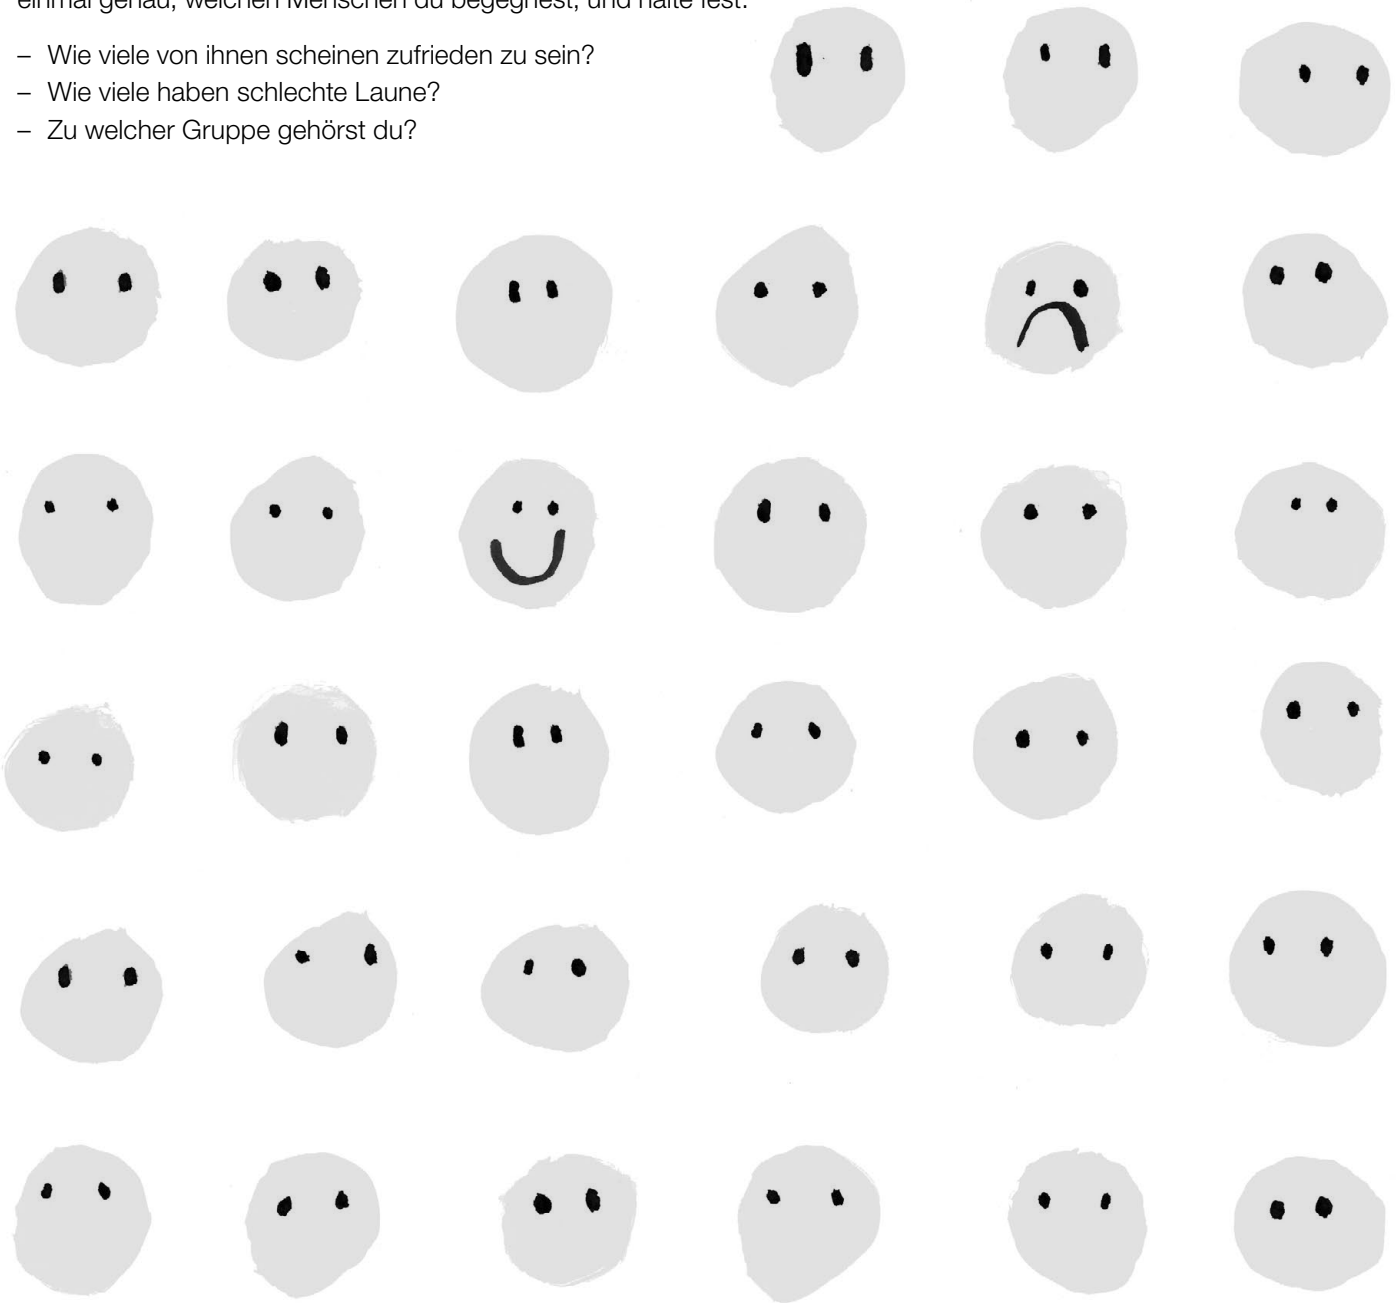 einmal genau, welchen Menschen du begegnest, und halte fest:
– Wie viele von ihnen scheinen zufrieden zu sein?
– Wie viele haben schlechte Laune?
– Zu welcher Gruppe gehörst du?